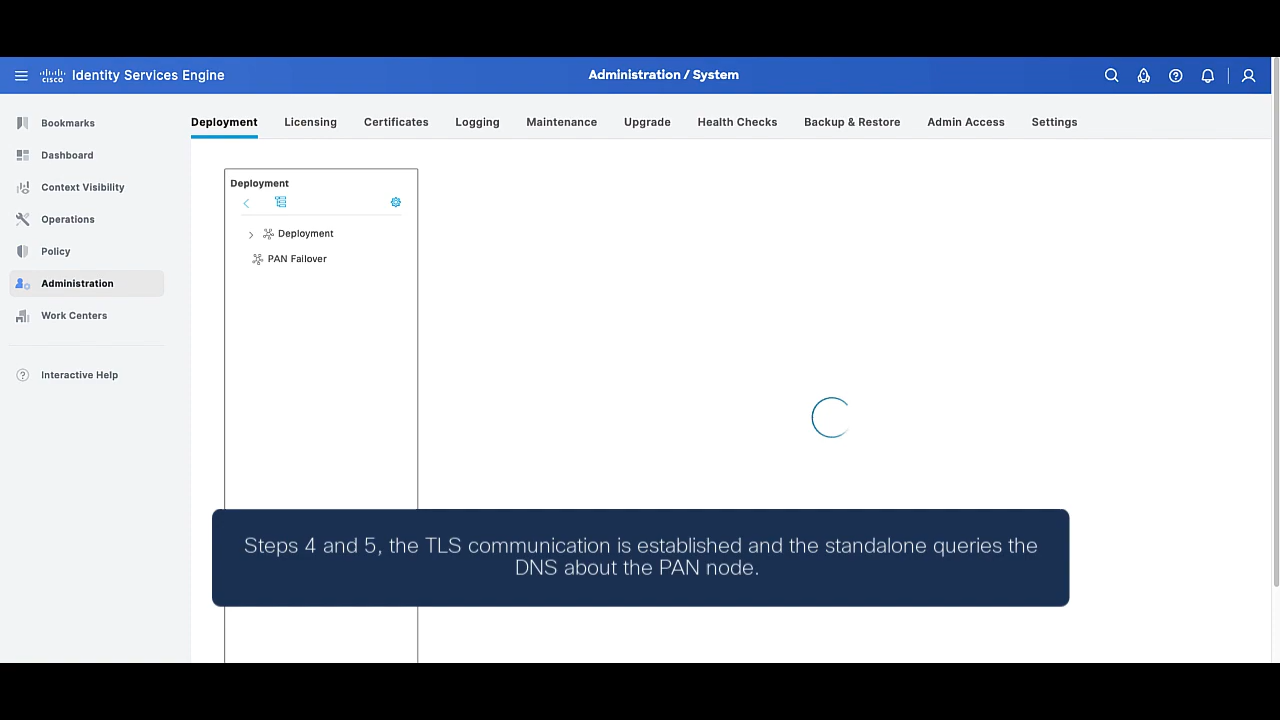 cisco Identity Services Engine
Administration / System
Bookmarks
Dashboard
Context Visibility
Operations
Policy
Administration
Work Centers
Interactive Help
Deployment Licensing Certificates Logging Maintenance Upgrade Health Checks Backup & Restore Admin Access Settings
Deployment
Deployment
PAN Failover
Steps 4 and 5, the TLS communication is established and the standalone queries the
DNS about the PAN node.